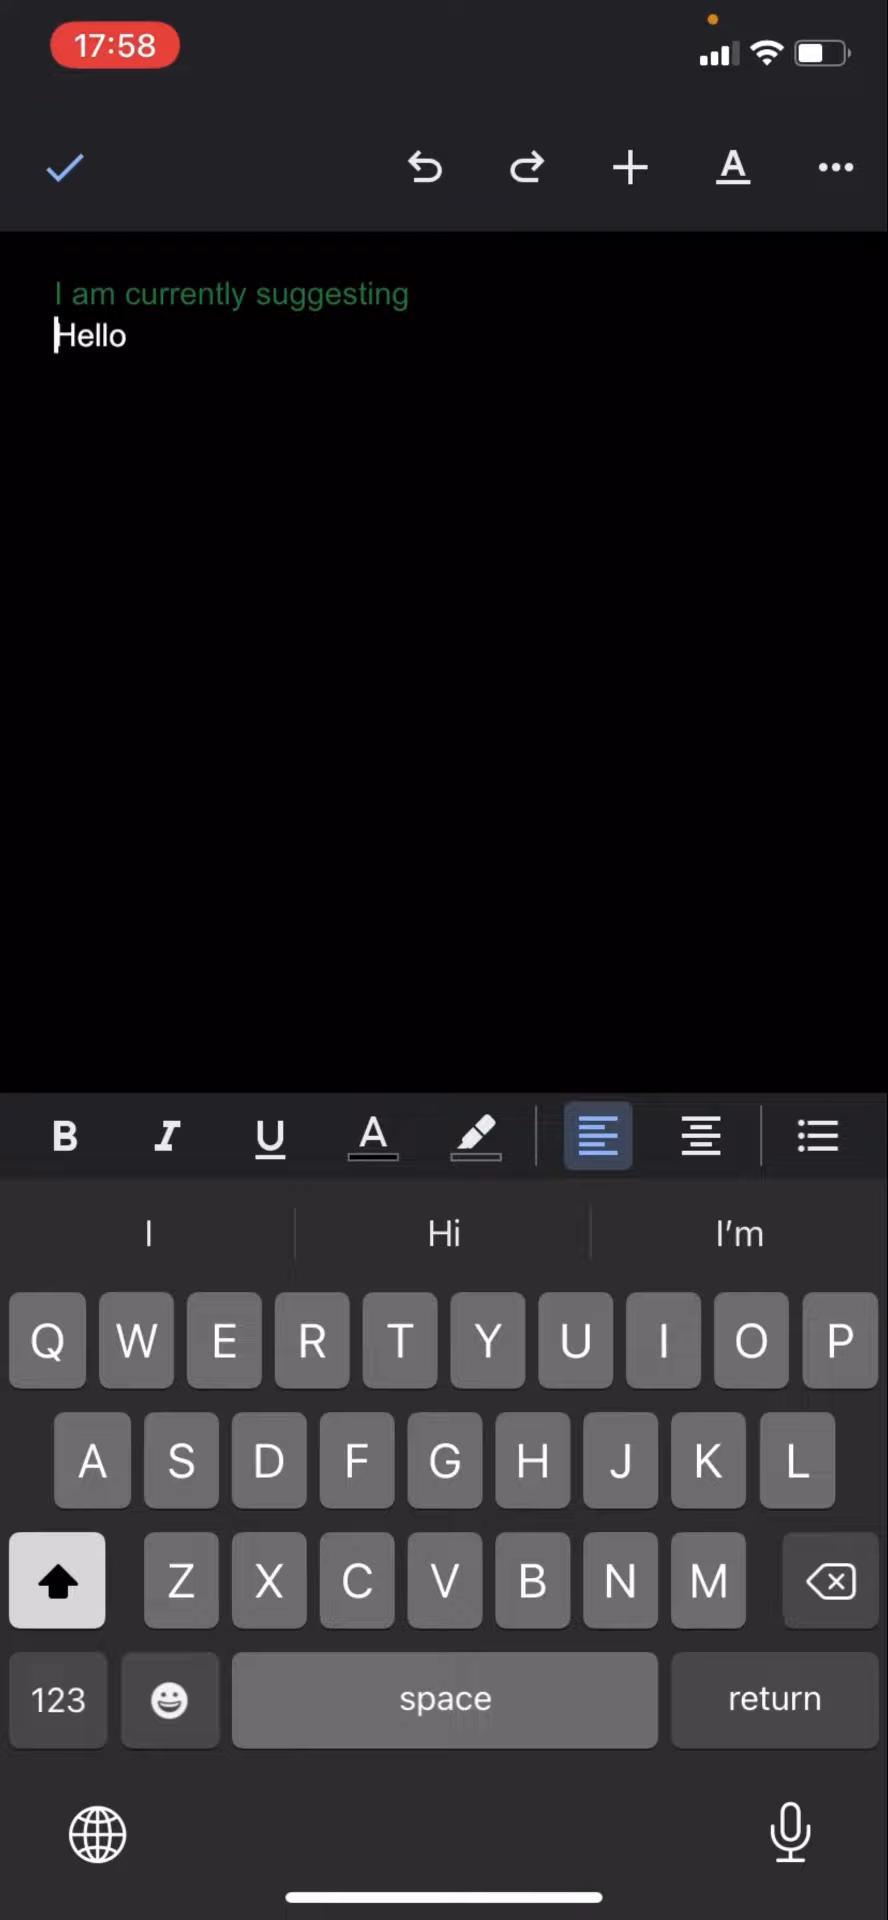 17:58
A
I am currently suggesting
Hello
B I U A
I Hi I'm
Q W E R T Y U I O P
A S D F G H J K L
Z X C V B N M
123 space return